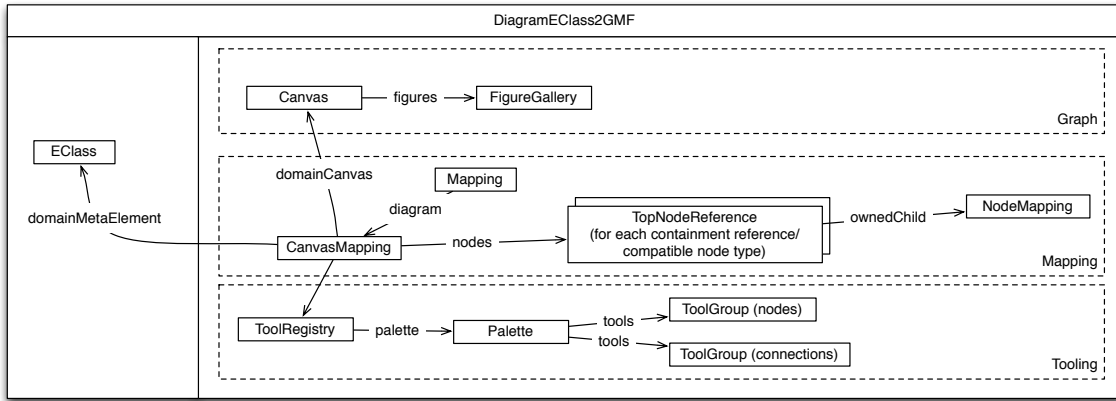 DiagramEClass2GMF
Canvas
figures
FigureGallery
Graph
EClass
domainMetaElement
domainCanvas
Mapping
diagram
CanvasMapping
nodes
TopNodeReference
(for each containment reference/
compatible node type)
ownedChild
NodeMapping
Mapping
ToolRegistry
palette
Palette
tools
ToolGroup (nodes)
tools
ToolGroup (connections)
Tooling